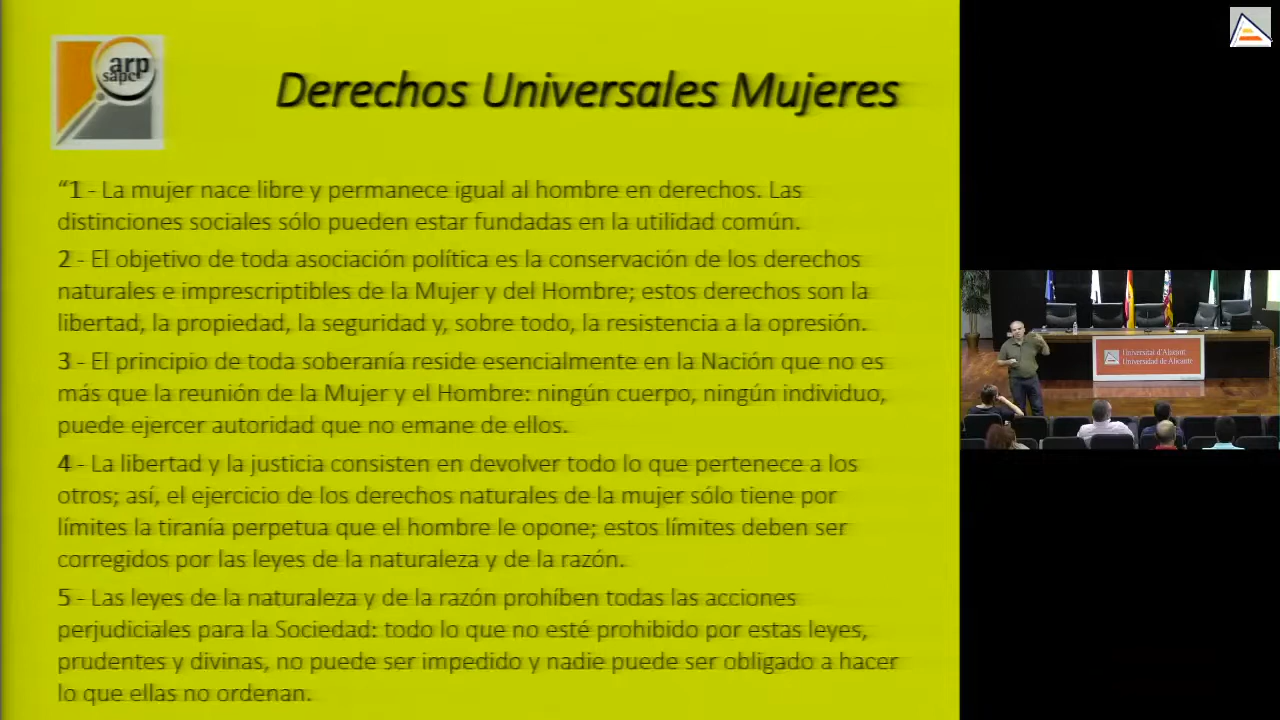 arp
sapc
Derechos Universales Mujeres
“1 - La mujer nace libre y permanece igual al hombre en derechos. Las
distinciones sociales sólo pueden estar fundadas en la utilidad común.
2 - El objetivo de toda asociación política es la conservación de los derechos
naturales e imprescriptibles de la Mujer y del Hombre; estos derechos son la
libertad, la propiedad, la seguridad y, sobre todo, la resistencia a la opresión.
3 - El principio de toda soberanía reside esencialmente en la Nación que no es
más que la reunión de la Mujer y el Hombre: ningún cuerpo, ningún individuo,
puede ejercer autoridad que no emane de ellos.
4 - La libertad y la justicia consisten en devolver todo lo que pertenece a los
otros; así, el ejercicio de los derechos naturales de la mujer sólo tiene por
límites la tiranía perpetua que el hombre le opone; estos límites deben ser
corregidos por las leyes de la naturaleza y de la razón.
5 - Las leyes de la naturaleza y de la razón prohíben todas las acciones
perjudiciales para la Sociedad: todo lo que no esté prohibido por estas leyes,
prudentes y divinas, no puede ser impedido y nadie puede ser obligado a hacer
lo que ellas no ordenan.
Universitat d'Alacant
Universidad de Alicante